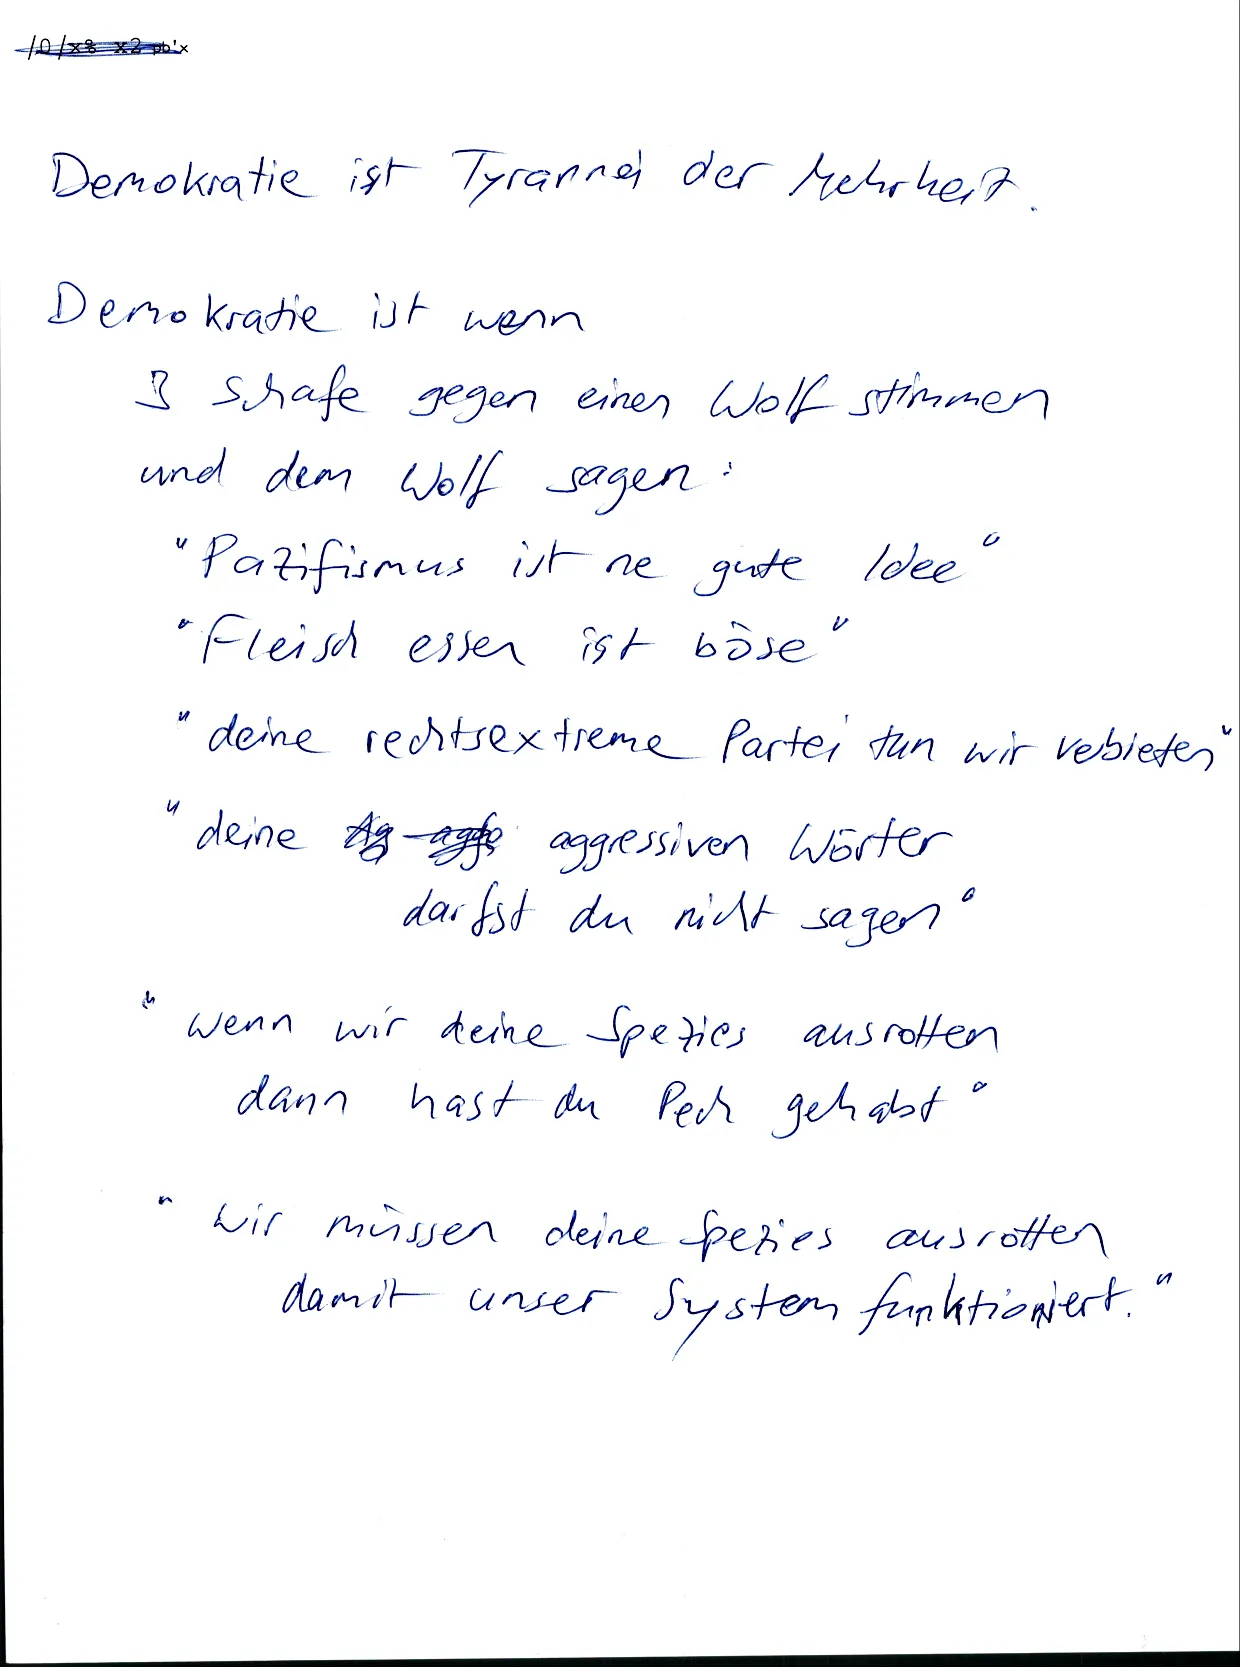 Demokratie ist Tyrannei der Mehrheit.
Demokratie ist wenn
3 Schafe gegen einen Wolf stimmen
und dem Wolf sagen:
"Pazifismus ist ne gute Idee"
"Fleisch essen ist böse"
"deine rechtsextreme Partei tun wir verbieten"
"deine aggressiven Wörter
darfst du nicht sagen"
"wenn wir deine Spezies ausrotten
dann hast du Pech gehabt"
"wir müssen deine Spezies ausrotten
damit unser System funktioniert."